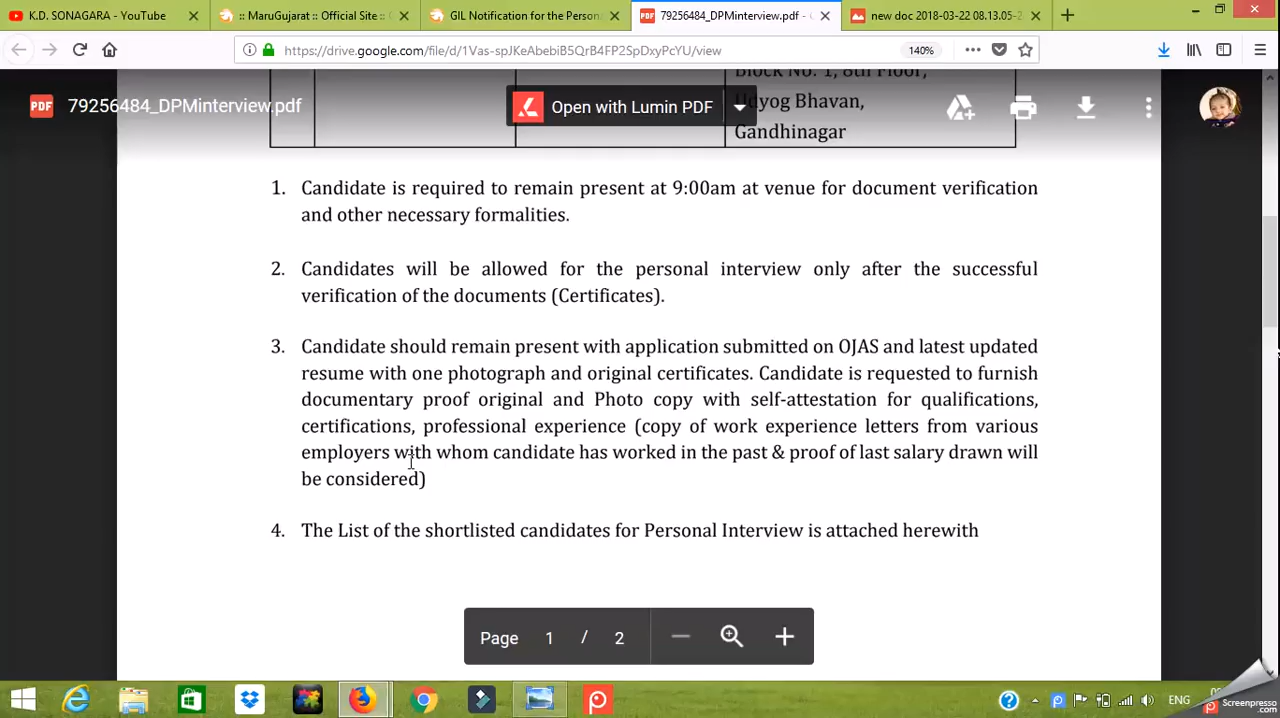 K.D. SONAGARA - YouTube
:: MaruGujarat :: Official Site ::
GIL Notification for the Persona
79256484_DPMinterview.pdf -
new doc 2018-03-22 08.13.05-2
https://drive.google.com/file/d/1Vas-spJKeAbebiB5QrB4FP2SpDxyPcYU/view
140%
79256484_DPMinterview.pdf
Open with Lumin PDF
Block No. 1, 8th Floor,
Udyog Bhavan,
Gandhinagar
1. Candidate is required to remain present at 9:00am at venue for document verification
and other necessary formalities.
2. Candidates will be allowed for the personal interview only after the successful
verification of the documents (Certificates).
3. Candidate should remain present with application submitted on OJAS and latest updated
resume with one photograph and original certificates. Candidate is requested to furnish
documentary proof original and Photo copy with self-attestation for qualifications,
certifications, professional experience (copy of work experience letters from various
employers with whom candidate has worked in the past & proof of last salary drawn will
be considered)
4. The List of the shortlisted candidates for Personal Interview is attached herewith
Page 1 / 2
ENG
Screenpresso
.com